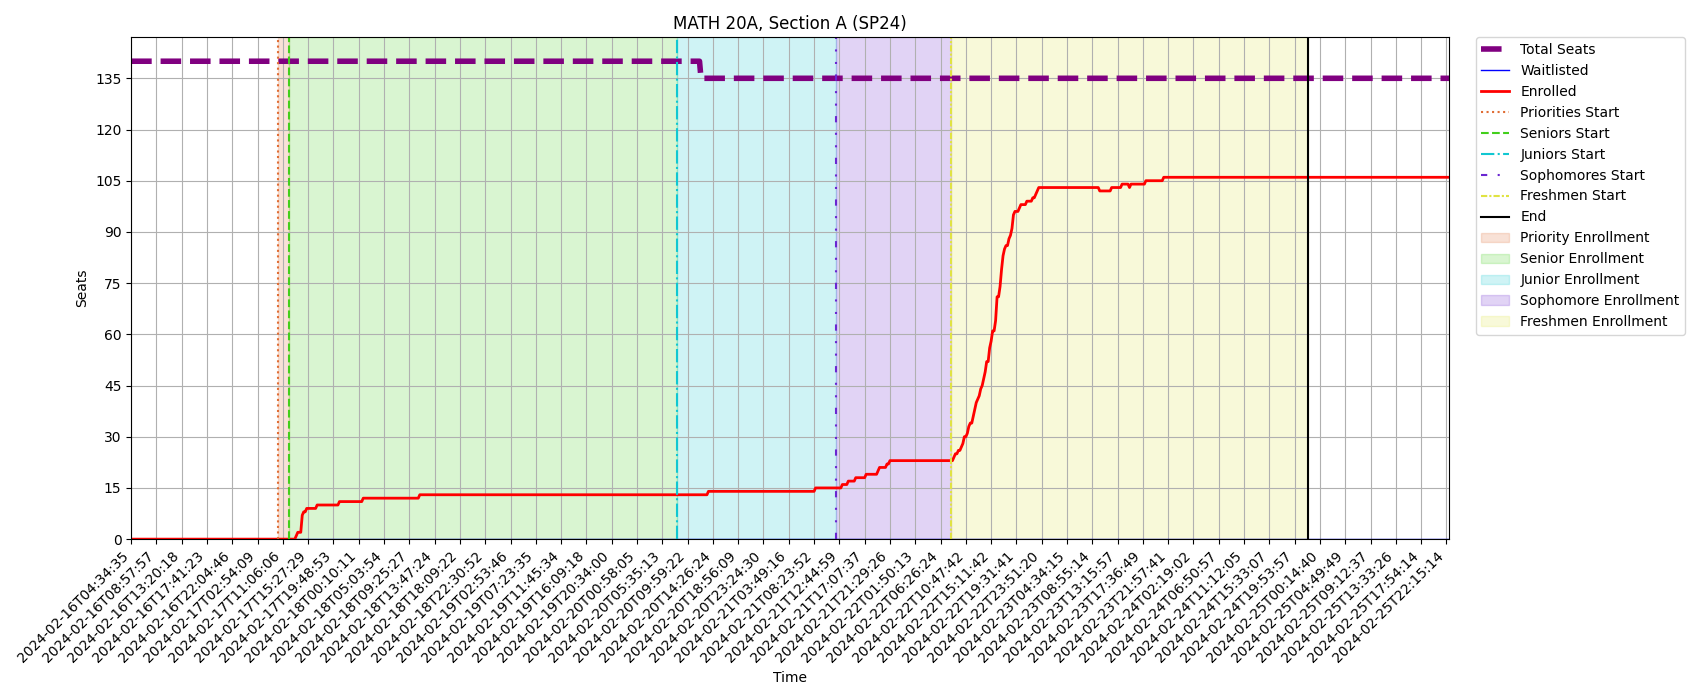 MATH 20A, Section A (SP24)
Seats
135
120
105
90
75
60
45
30
15
0
2024-02-16T04:34:35
2024-02-16T08:57:57
2024-02-16T13:20:18
2024-02-16T17:41:23
2024-02-16T22:04:46
2024-02-17T02:54:09
2024-02-17T11:06:06
2024-02-17T15:27:29
2024-02-17T19:48:53
2024-02-18T00:10:11
2024-02-18T05:03:54
2024-02-18T09:25:27
2024-02-18T13:47:24
2024-02-18T18:09:22
2024-02-18T22:30:52
2024-02-19T02:53:46
2024-02-19T07:23:35
2024-02-19T11:45:34
2024-02-19T16:09:18
2024-02-19T20:34:00
2024-02-20T00:58:05
2024-02-20T05:35:13
2024-02-20T09:59:22
2024-02-20T14:26:24
2024-02-20T18:56:09
2024-02-20T23:24:30
2024-02-21T03:49:16
2024-02-21T08:23:52
2024-02-21T12:44:59
2024-02-21T17:07:37
2024-02-21T21:29:26
2024-02-22T01:50:13
2024-02-22T06:26:24
2024-02-22T10:47:42
2024-02-22T15:11:42
2024-02-22T19:31:41
2024-02-22T23:51:20
2024-02-23T04:34:15
2024-02-23T08:55:14
2024-02-23T13:15:57
2024-02-23T17:36:49
2024-02-23T21:57:41
2024-02-24T02:19:02
2024-02-24T06:50:57
2024-02-24T11:12:05
2024-02-24T15:33:07
2024-02-24T19:53:57
2024-02-25T00:14:40
2024-02-25T04:49:49
2024-02-25T09:12:37
2024-02-25T13:33:26
2024-02-25T17:54:14
2024-02-25T22:15:14
Time
Total Seats
Waitlisted
Enrolled
Priorities Start
Seniors Start
Juniors Start
Sophomores Start
Freshmen Start
End
Priority Enrollment
Senior Enrollment
Junior Enrollment
Sophomore Enrollment
Freshmen Enrollment